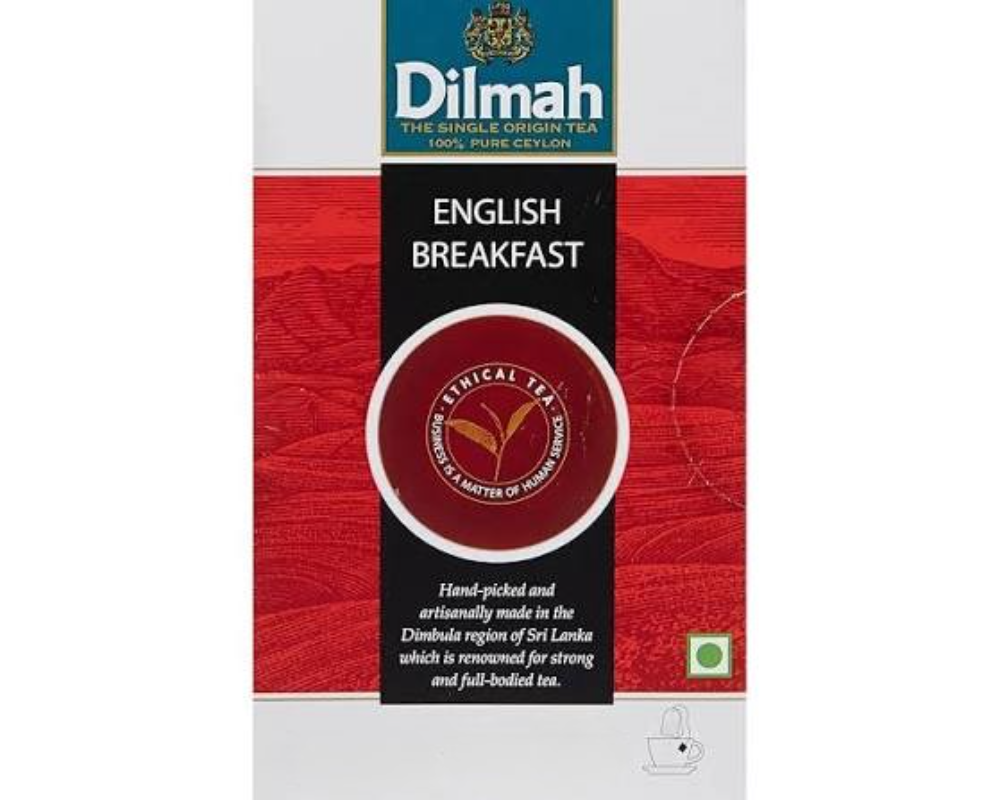 Dilmah
THE SINGLE ORIGIN TEA
100% PURE CEYLON
ENGLISH
BREAKFAST
· ETHICAL TEA ·
BUSINESS IS A MATTER OF HUMAN SERVICE
Hand-picked and
artisanally made in the
Dimbula region of Sri Lanka
which is renowned for strong
and full-bodied tea.